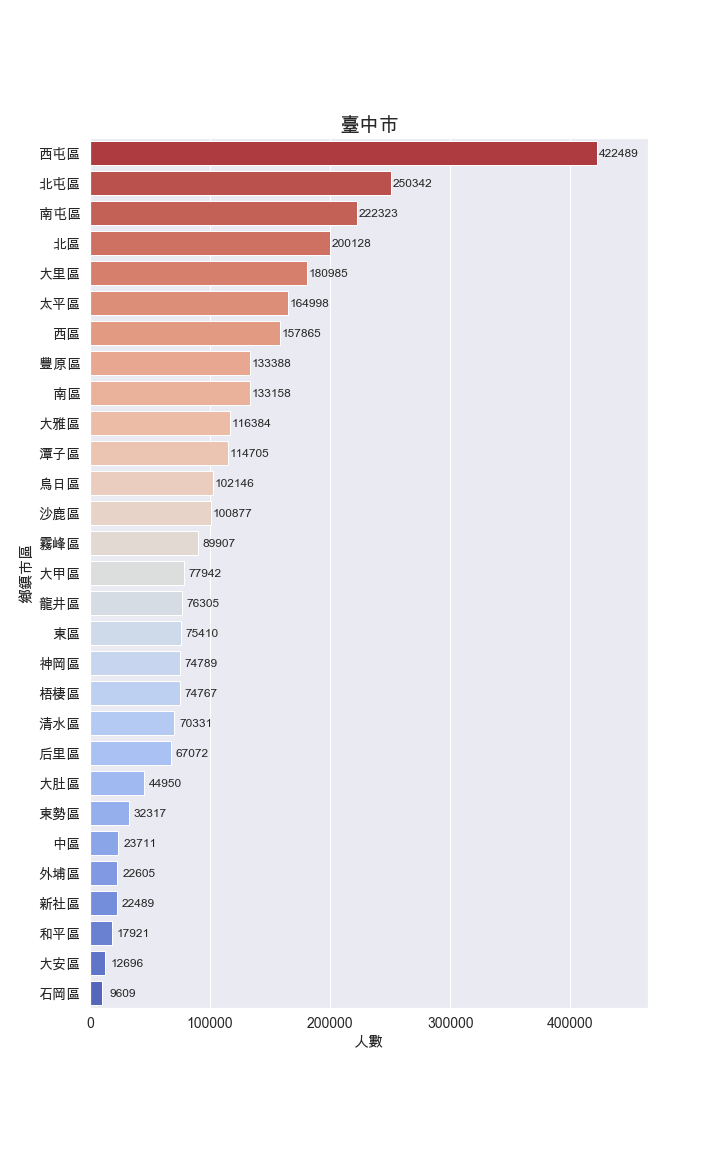 臺中市
西屯區 422489
北屯區 250342
南屯區 222323
北區 200128
大里區 180985
太平區 164998
西區 157865
豐原區 133388
南區 133158
大雅區 116384
潭子區 114705
烏日區 102146
沙鹿區 100877
霧峰區 89907
大甲區 77942
龍井區 76305
東區 75410
神岡區 74789
梧棲區 74767
清水區 70331
后里區 67072
大肚區 44950
東勢區 32317
中區 23711
外埔區 22605
新社區 22489
和平區 17921
大安區 12696
石岡區 9609
鄉鎮市區
0 100000 200000 300000 400000
人數